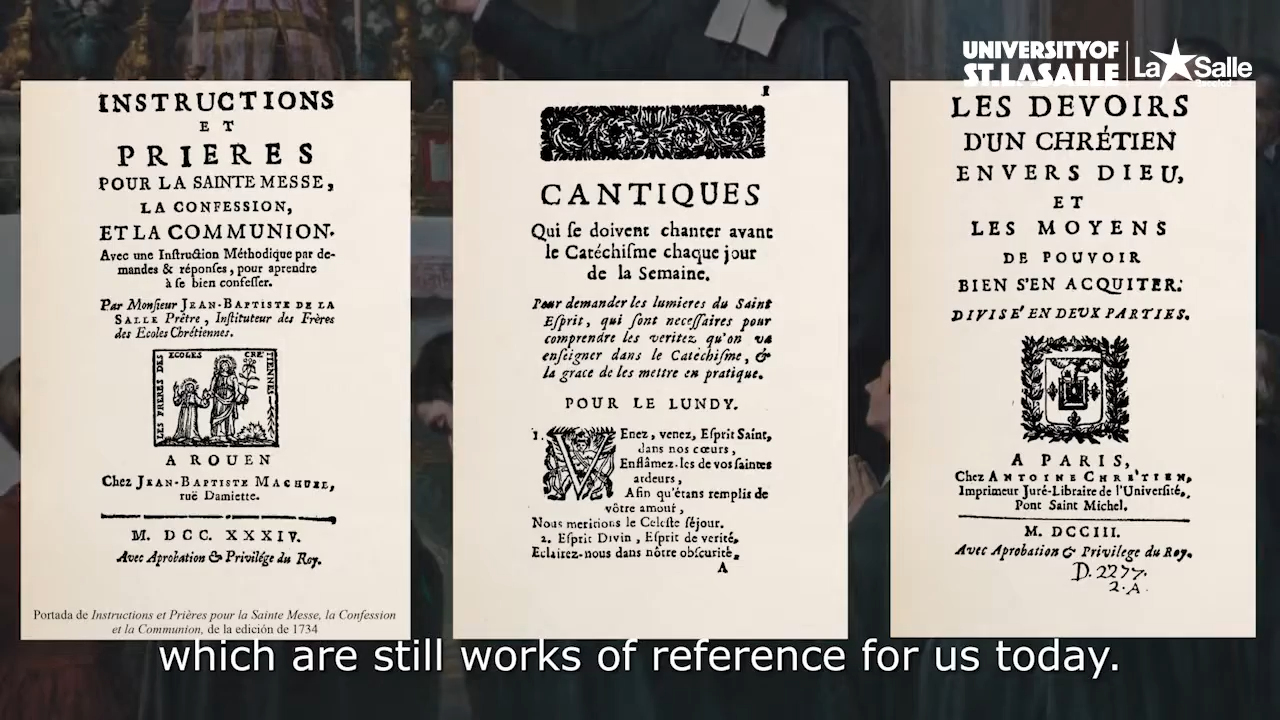 UNIVERSITY OF
ST. LA SALLE
La Salle
INSTRUCTIONS
ET
PRIERES
POUR LA SAINTE MESSE,
LA CONFESSION,
ET LA COMMUNION.
Avec une Inſtruction Méthodique par de-
mandes & réponſes, pour aprendre
à ſe bien confeſſer.
Par Monſieur JEAN-BAPTISTE DE LA
SALLE Prêtre, Inſtituteur des Frères
des Ecoles Chrétiennes.
LES FRERES DES ECOLES CRE TIENNES
A ROUEN
Chez JEAN-BAPTISTE MACHUEL,
ruë Damiette.
M. DCC. XXXIV.
Avec Aprobation & Privilége du Roy.
Portada de Instructions et Prières pour la Sainte Messe, la Confession
et la Communion, de la edición de 1734
I
CANTIQUES
Qui ſe doivent chanter avant
le Catéchiſme chaque jour
de la Semaine.
Pour demander les lumieres du Saint
Eſprit, qui ſont neceſſaires pour
comprendre les veritez qu'on va
enſeigner dans le Catéchiſme, &
la grace de les mettre en pratique.
POUR LE LUNDY.
1. VEnez, venez, Eſprit Saint,
dans nos cœurs,
Enflâmez-les de vos ſaintes
ardeurs,
Afin qu'étans remplis de
vôtre amour,
Nous meritions le Celeſte ſéjour.
2. Eſprit Divin, Eſprit de verité,
Eclairez-nous dans nôtre obſcurité,
A
LES DEVOIRS
D'UN CHRÉTIEN
ENVERS DIEU,
ET
LES MOYENS
DE POUVOIR
BIEN S'EN ACQUITER:
DIVISÉ EN DEUX PARTIES.
A PARIS,
Chez ANTOINE CHRETIEN,
Imprimeur Juré-Libraire de l'Univerſité,
Pont Saint Michel.
M. DCCIII.
Avec Aprobation & Privilege du Roy.
D. 2277.
2. A
which are still works of reference for us today.